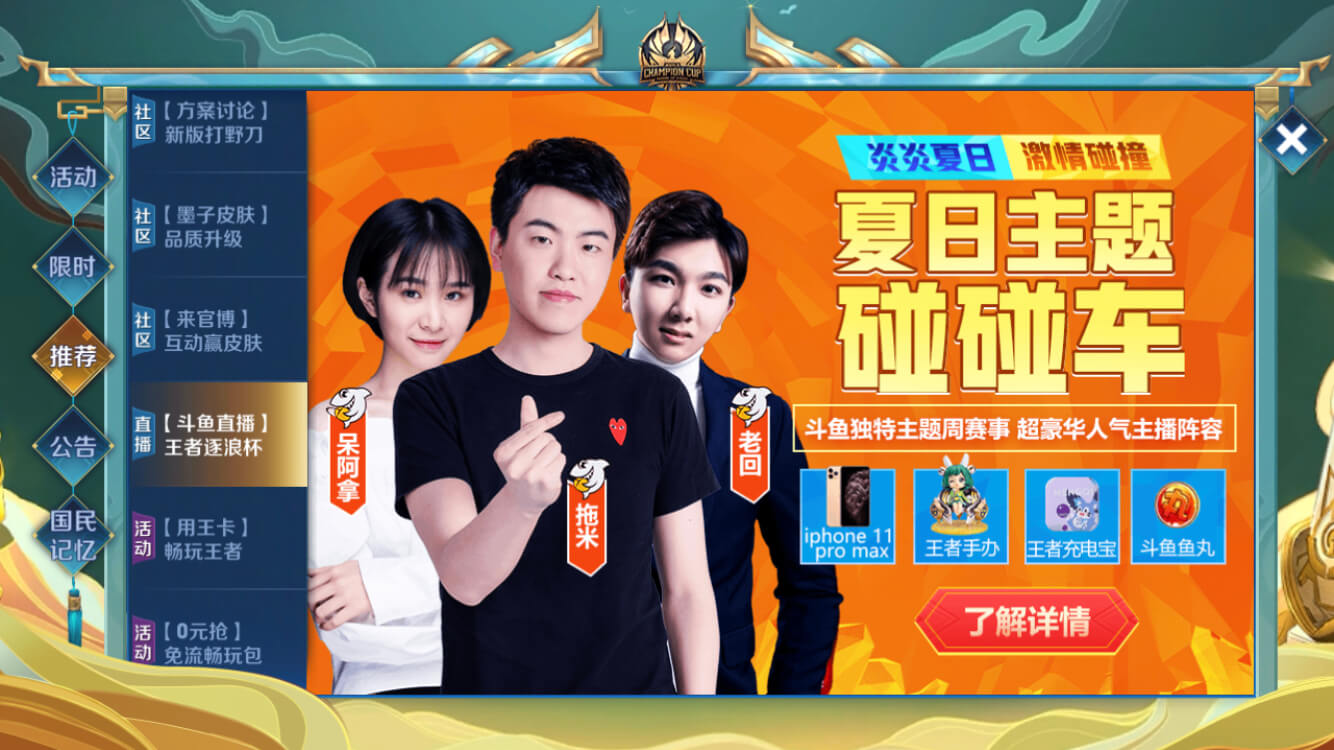 CHAMPION CUP
活动
限时
推荐
公告
国民
记忆
社区
【方案讨论】
新版打野刀
社区
【墨子皮肤】
品质升级
社区
【来官博】
互动赢皮肤
直播
【斗鱼直播】
王者逐浪杯
活动
【用王卡】
畅玩王者
活动
【0元抢】
免流畅玩包
呆阿拿
拖米
老回
炎炎夏日 激情碰撞
夏日主题
碰碰车
斗鱼独特主题周赛事 超豪华人气主播阵容
iphone 11
pro max
王者手办
王者充电宝
丸
斗鱼鱼丸
了解详情